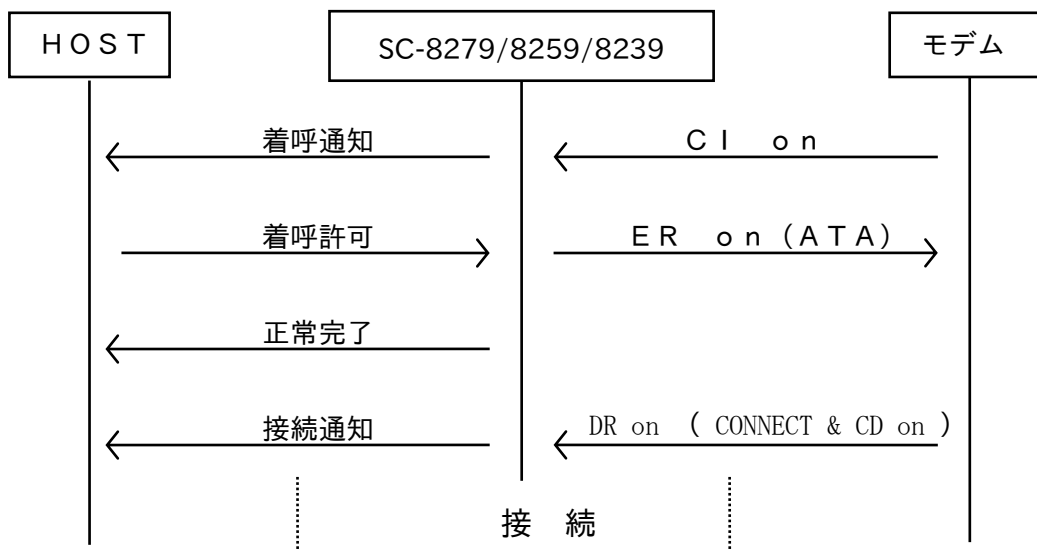 ＨＯＳＴ
SC-8279/8259/8239
モデム
着呼通知
ＣＩ　ｏｎ
着呼許可
ＥＲ　ｏｎ（ＡＴＡ）
正常完了
接続通知
DR on （ CONNECT & CD on ）
接　続